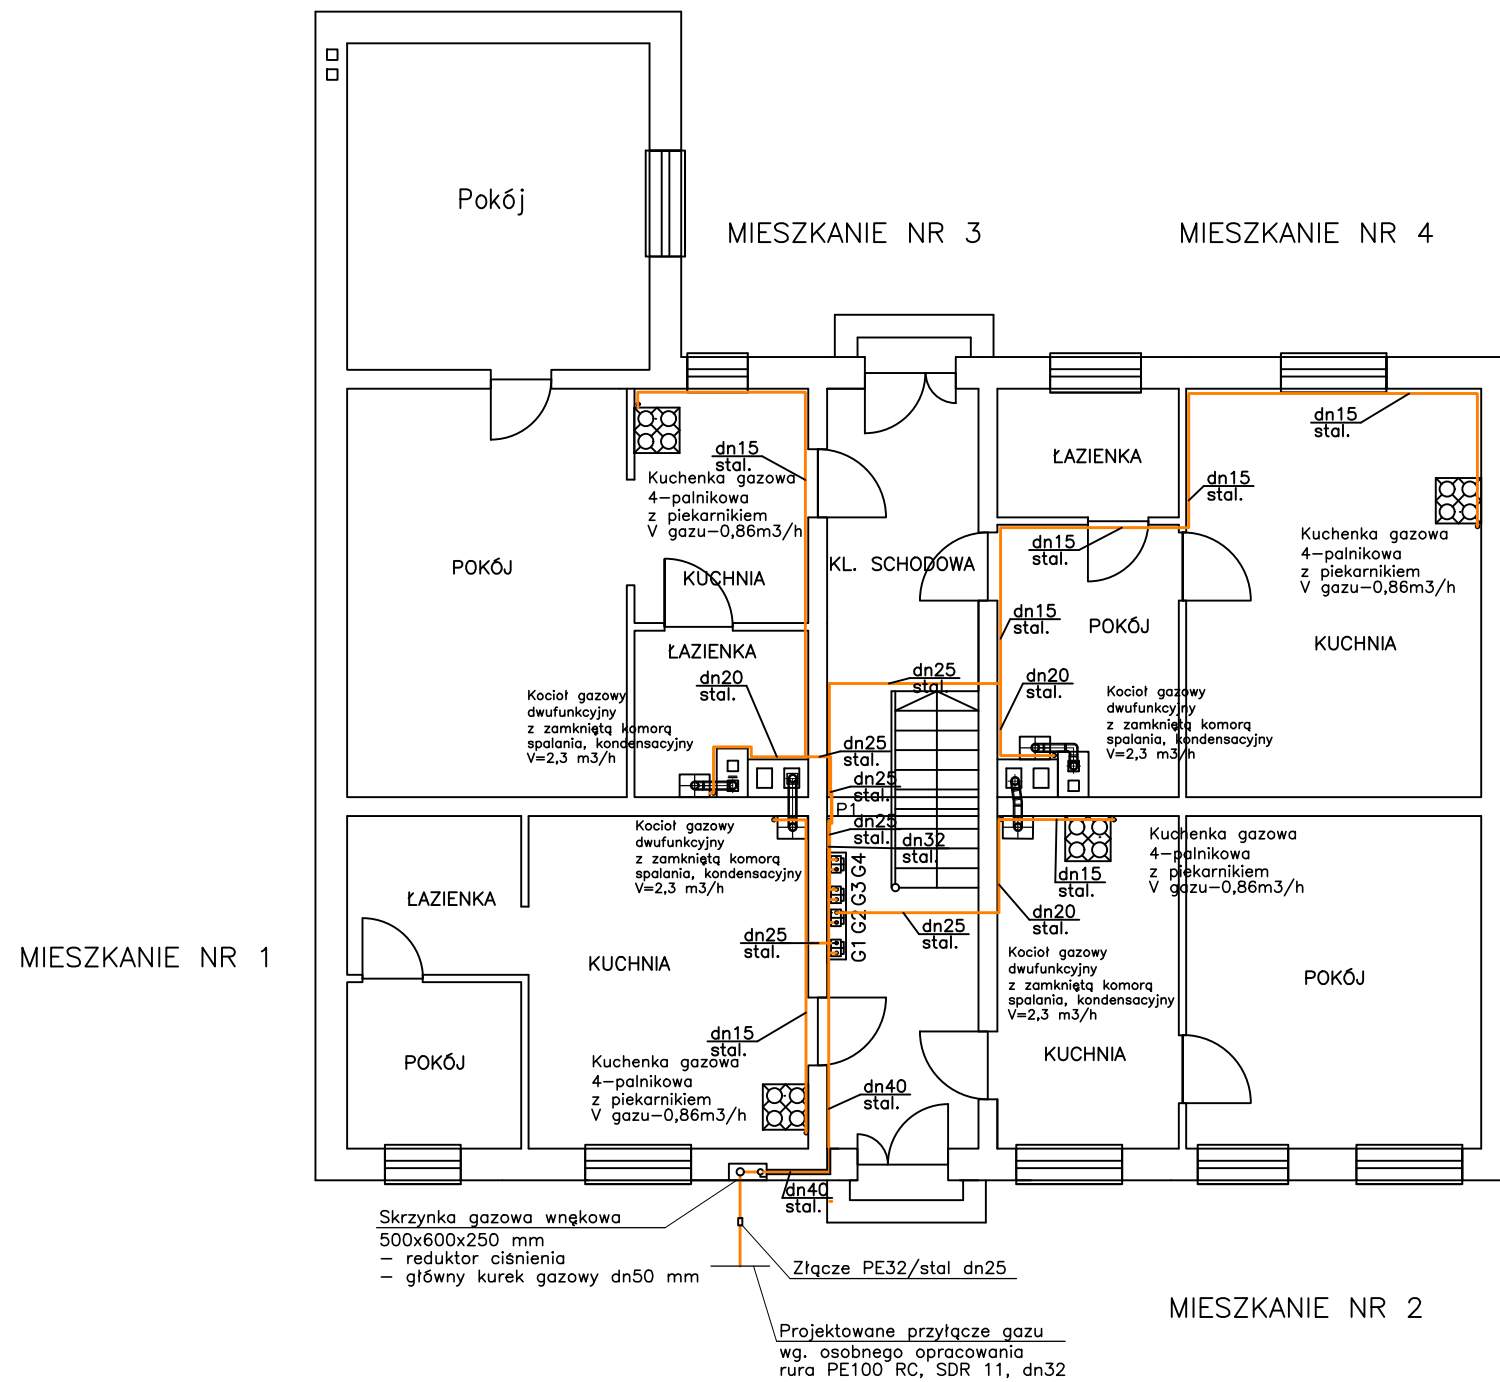 Pokój
MIESZKANIE NR 3
MIESZKANIE NR 4
dn15
stal.
Kuchenka gazowa
4-palnikowa
z piekarnikiem
V gazu-0,86m3/h
KUCHNIA
POKÓJ
ŁAZIENKA
dn20
stal.
Kocioł gazowy
dwufunkcyjny
z zamkniętą komorą
spalania, kondensacyjny
V=2,3 m3/h
KL. SCHODOWA
dn25
stal.
dn25
stal.
dn25
stal.
P1
dn25
stal.
dn32
stal.
G4
G3
G2
G1
ŁAZIENKA
dn15
stal.
dn15
stal.
dn15
stal.
dn15
stal.
Kuchenka gazowa
4-palnikowa
z piekarnikiem
V gazu-0,86m3/h
POKÓJ
KUCHNIA
dn20
stal.
Kocioł gazowy
dwufunkcyjny
z zamkniętą komorą
spalania, kondensacyjny
V=2,3 m3/h
Kocioł gazowy
dwufunkcyjny
z zamkniętą komorą
spalania, kondensacyjny
V=2,3 m3/h
ŁAZIENKA
MIESZKANIE NR 1
KUCHNIA
dn25
stal.
dn15
stal.
POKÓJ
Kuchenka gazowa
4-palnikowa
z piekarnikiem
V gazu-0,86m3/h
dn40
stal.
dn25
stal.
dn20
stal.
dn15
stal.
Kuchenka gazowa
4-palnikowa
z piekarnikiem
V gazu-0,86m3/h
Kocioł gazowy
dwufunkcyjny
z zamkniętą komorą
spalania, kondensacyjny
V=2,3 m3/h
KUCHNIA
POKÓJ
dn40
stal.
Skrzynka gazowa wnękowa
500x600x250 mm
- reduktor ciśnienia
- główny kurek gazowy dn50 mm
Złącze PE32/stal dn25
MIESZKANIE NR 2
Projektowane przyłącze gazu
wg. osobnego opracowania
rura PE100 RC, SDR 11, dn32